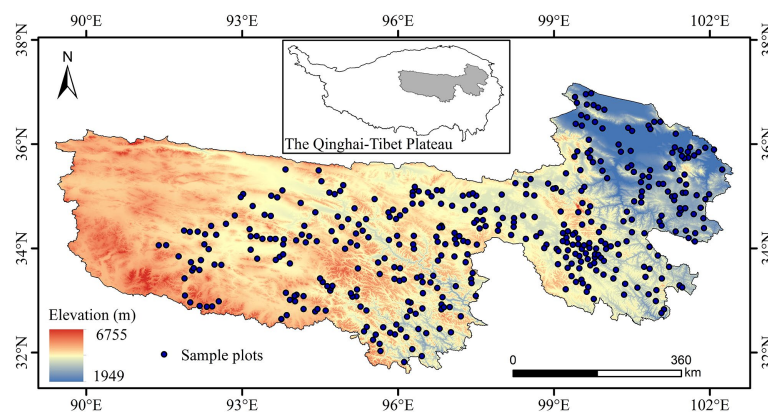 90°E 93°E 96°E 99°E 102°E
38°N 38°N
N
The Qinghai-Tibet Plateau
36°N 36°N
34°N 34°N
Elevation (m)
6755
Sample plots
1949
0 360
km
32°N 32°N
90°E 93°E 96°E 99°E 102°E